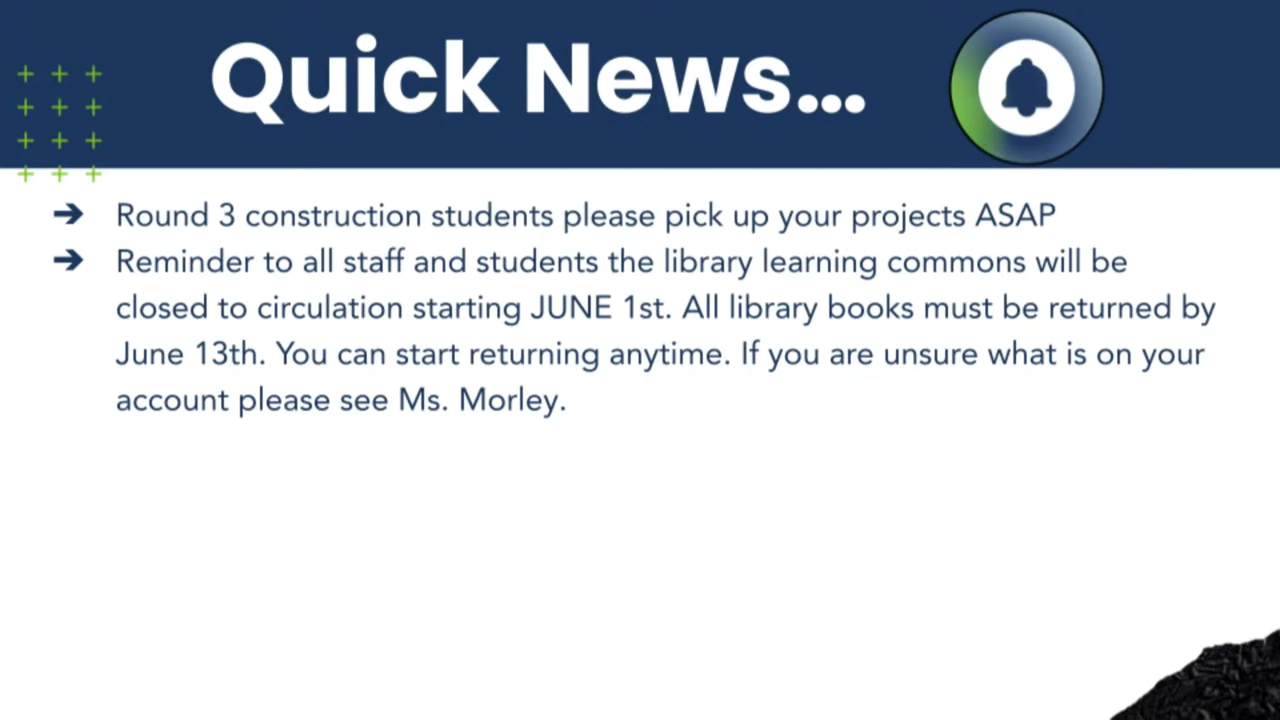 Quick News...
➔ Round 3 construction students please pick up your projects ASAP
➔ Reminder to all staff and students the library learning commons will be
closed to circulation starting JUNE 1st. All library books must be returned by
June 13th. You can start returning anytime. If you are unsure what is on your
account please see Ms. Morley.